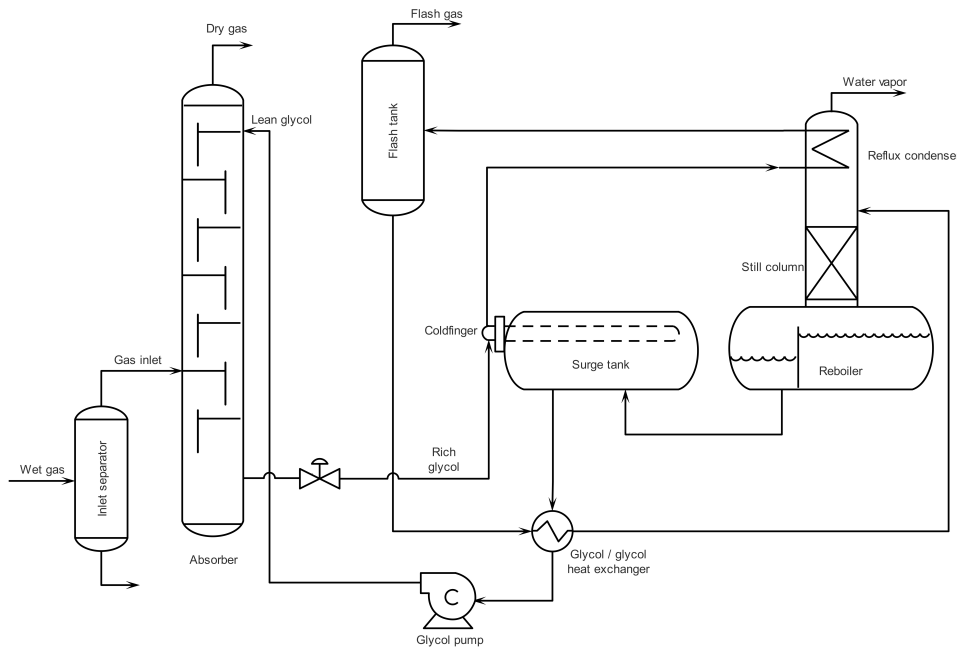 Flash gas
Dry gas
Water vapor
Lean glycol
Flash tank
Reflux condense
Still column
Coldfinger
Gas inlet
Surge tank
Reboiler
Rich
glycol
Wet gas
Inlet separator
Absorber
Glycol / glycol
heat exchanger
C
Glycol pump